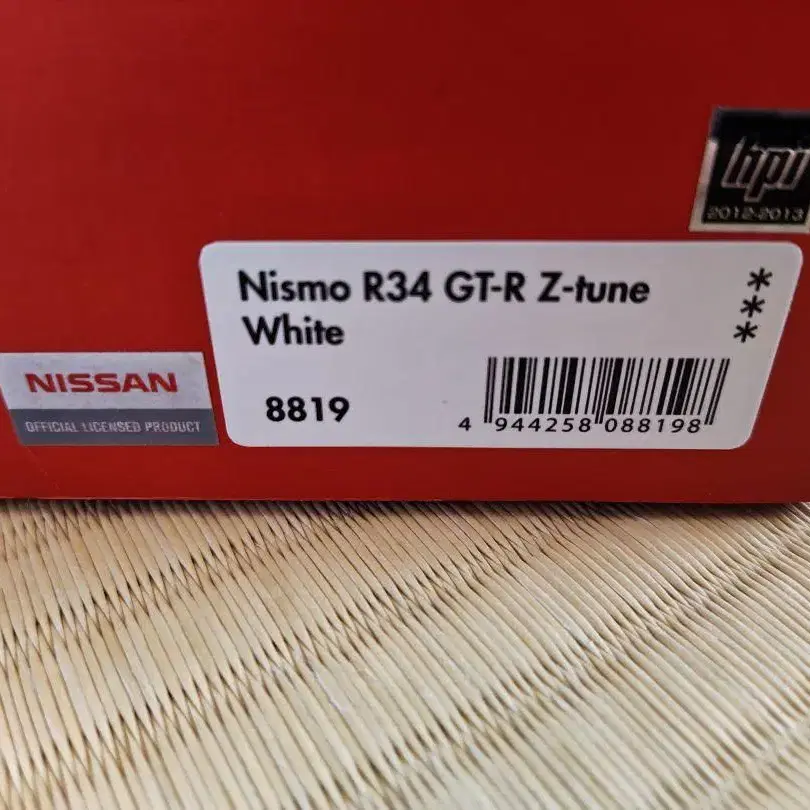 hpi
2012-2013
Nismo R34 GT-R Z-tune
White
***
NISSAN
OFFICIAL LICENSED PRODUCT
8819
4 944258 088198